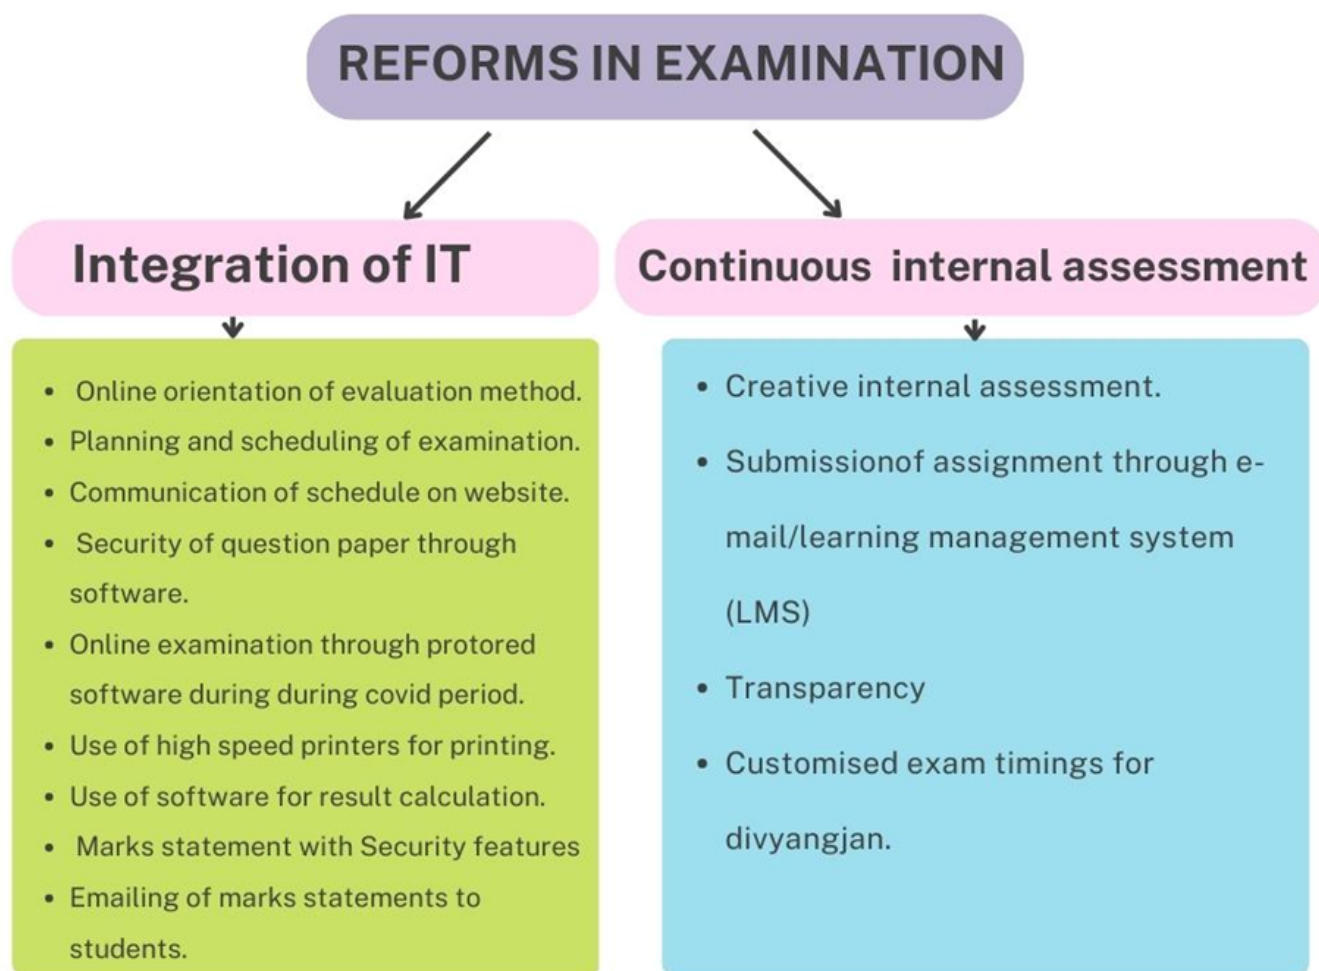 REFORMS IN EXAMINATION
Integration of IT
• Online orientation of evaluation method.
• Planning and scheduling of examination.
• Communication of schedule on website.
• Security of question paper through
software.
• Online examination through protored
software during during covid period.
• Use of high speed printers for printing.
• Use of software for result calculation.
• Marks statement with Security features
• Emailing of marks statements to
students.
Continuous internal assessment
• Creative internal assessment.
• Submissionof assignment through e-
mail/learning management system
(LMS)
• Transparency
• Customised exam timings for
divyangjan.